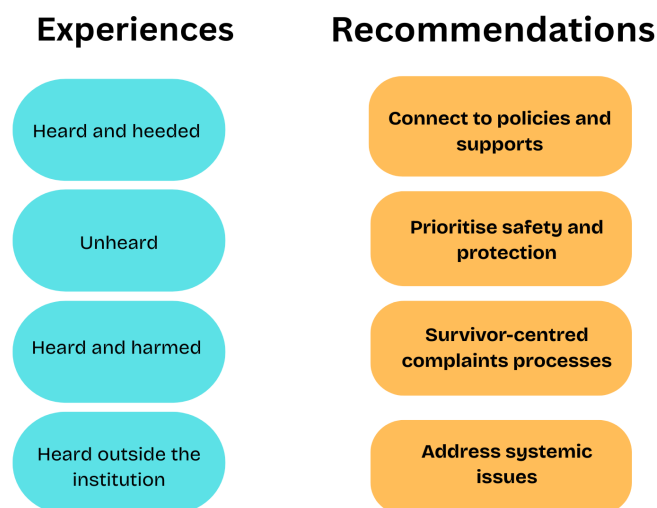 Experiences
Recommendations
Heard and heeded
Connect to policies and
supports
Unheard
Prioritise safety and
protection
Heard and harmed
Survivor-centred
complaints processes
Heard outside the
institution
Address systemic
issues